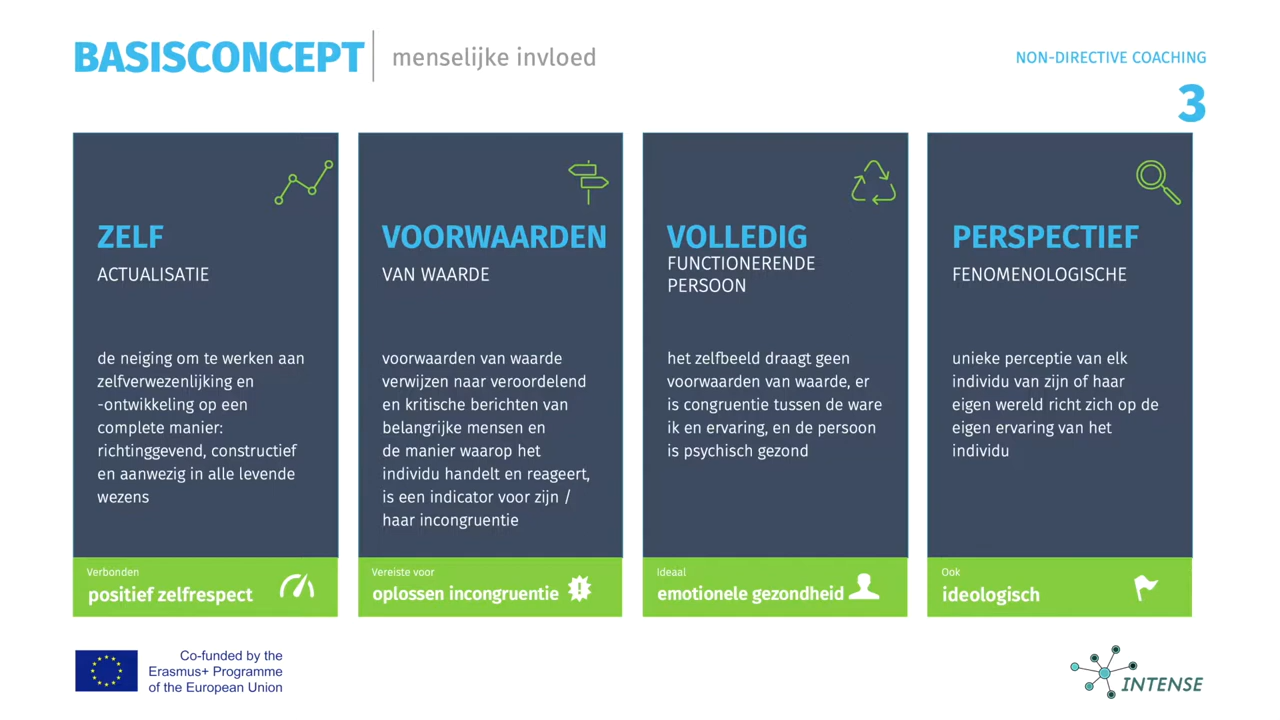 BASISCONCEPT
menselijke invloed
NON-DIRECTIVE COACHING
3
ZELF
ACTUALISATIE
de neiging om te werken aan
zelfverwezenlijking en
-ontwikkeling op een
complete manier:
richtinggevend, constructief
en aanwezig in alle levende
wezens
Verbonden
positief zelfrespect
VOORWAARDEN
VAN WAARDE
voorwaarden van waarde
verwijzen naar veroordelend
en kritische berichten van
belangrijke mensen en
de manier waarop het
individu handelt en reageert,
is een indicator voor zijn /
haar incongruentie
Vereiste voor
oplossen incongruentie
VOLLEDIG
FUNCTIONERENDE
PERSOON
het zelfbeeld draagt geen
voorwaarden van waarde, er
is congruentie tussen de ware
ik en ervaring, en de persoon
is psychisch gezond
Ideaal
emotionele gezondheid
PERSPECTIEF
FENOMENOLOGISCHE
unieke perceptie van elk
individu van zijn of haar
eigen wereld richt zich op de
eigen ervaring van het
individu
Ook
ideologisch
Co-funded by the
Erasmus+ Programme
of the European Union
INTENSE